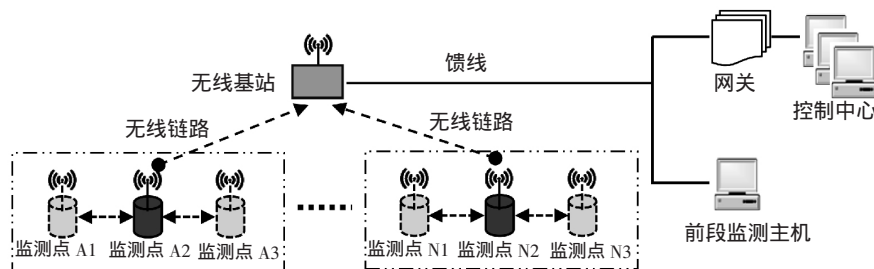 馈线
无线基站
网关
控制中心
无线链路
无线链路
监测点 A1
监测点 A2
监测点 A3
监测点 N1
监测点 N2
监测点 N3
前段监测主机